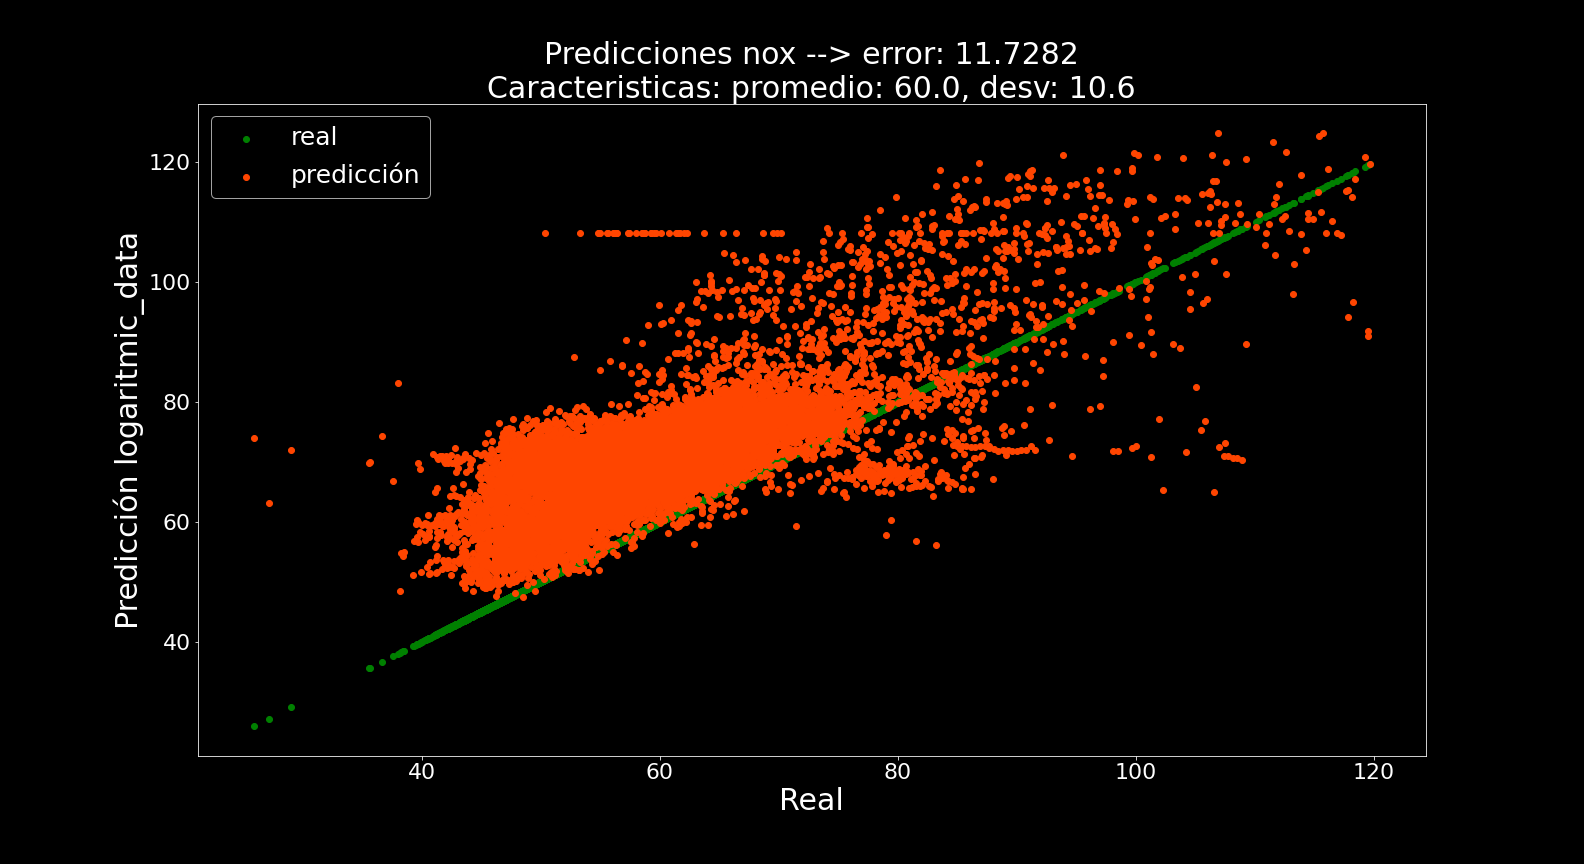 Predicciones nox --> error: 11.7282
Caracteristicas: promedio: 60.0, desv: 10.6
real
predicción
120
100
80
60
40
Predicción logaritmic_data
40
60
80
100
120
Real